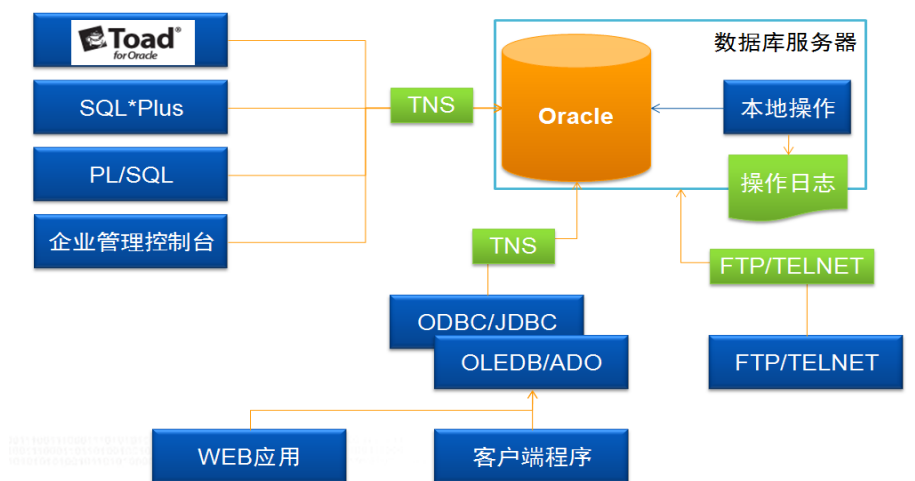 Toad®
for Oracle
SQL*Plus
PL/SQL
企业管理控制台
TNS
Oracle
数据库服务器
本地操作
操作日志
TNS
FTP/TELNET
ODBC/JDBC
OLEDB/ADO
FTP/TELNET
WEB应用
客户端程序